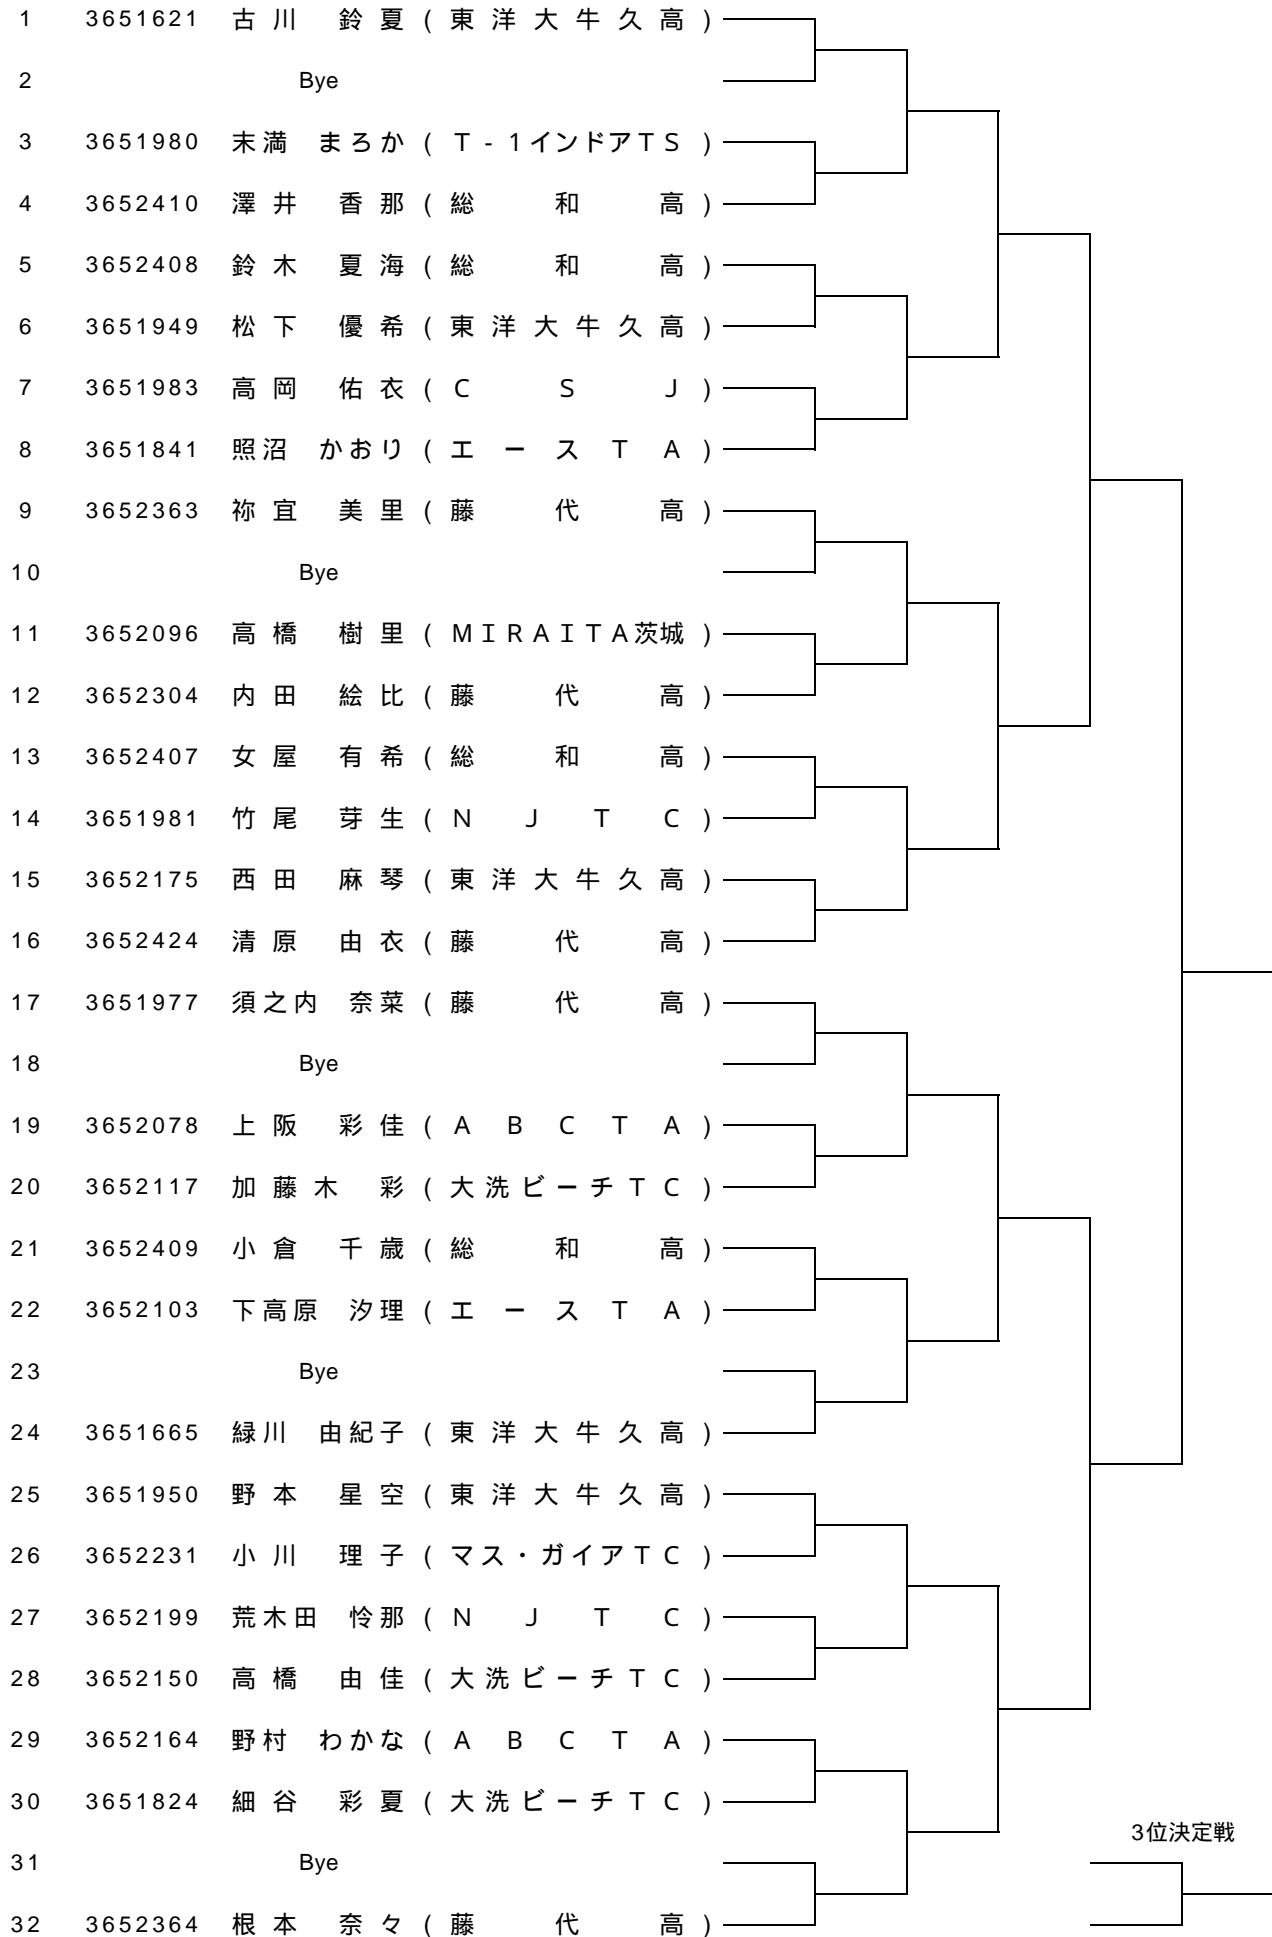 1 3651621 古川 鈴夏 (東洋大牛久高)
2 Bye
3 3651980 末満 まろか (T-1インドアTS)
4 3652410 澤井 香那 (総和高)
5 3652408 鈴木 夏海 (総和高)
6 3651949 松下 優希 (東洋大牛久高)
7 3651983 高岡 佑衣 (CSJ)
8 3651841 照沼 かおり (エースTA)
9 3652363 祢宜 美里 (藤代高)
10 Bye
11 3652096 高橋 樹里 (MIRAITA茨城)
12 3652304 内田 絵比 (藤代高)
13 3652407 女屋 有希 (総和高)
14 3651981 竹尾 芽生 (NJTC)
15 3652175 西田 麻琴 (東洋大牛久高)
16 3652424 清原 由衣 (藤代高)
17 3651977 須之内 奈菜 (藤代高)
18 Bye
19 3652078 上阪 彩佳 (ABCTA)
20 3652117 加藤木 彩 (大洗ビーチTC)
21 3652409 小倉 千歳 (総和高)
22 3652103 下高原 汐理 (エースTA)
23 Bye
24 3651665 緑川 由紀子 (東洋大牛久高)
25 3651950 野本 星空 (東洋大牛久高)
26 3652231 小川 理子 (マス・ガイアTC)
27 3652199 荒木田 怜那 (NJTC)
28 3652150 高橋 由佳 (大洗ビーチTC)
29 3652164 野村 わかな (ABCTA)
30 3651824 細谷 彩夏 (大洗ビーチTC)
3位決定戦
31 Bye
32 3652364 根本 奈々 (藤代高)